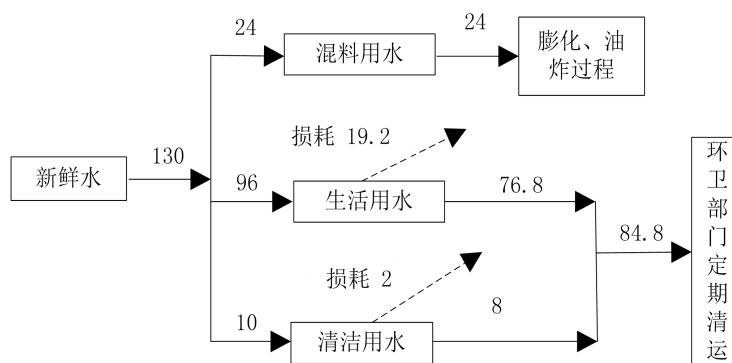 24
混料用水
24
膨化、油
炸过程
新鲜水
130
损耗 19.2
96
生活用水
76.8
84.8
环
卫
部
门
定
期
清
运
损耗 2
10
清洁用水
8